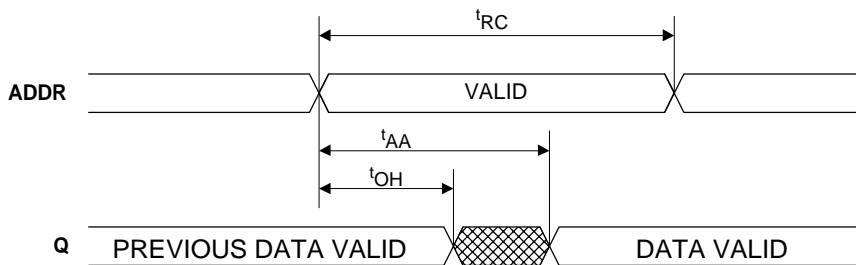 tRC
ADDR VALID
tAA
tOH
Q PREVIOUS DATA VALID DATA VALID